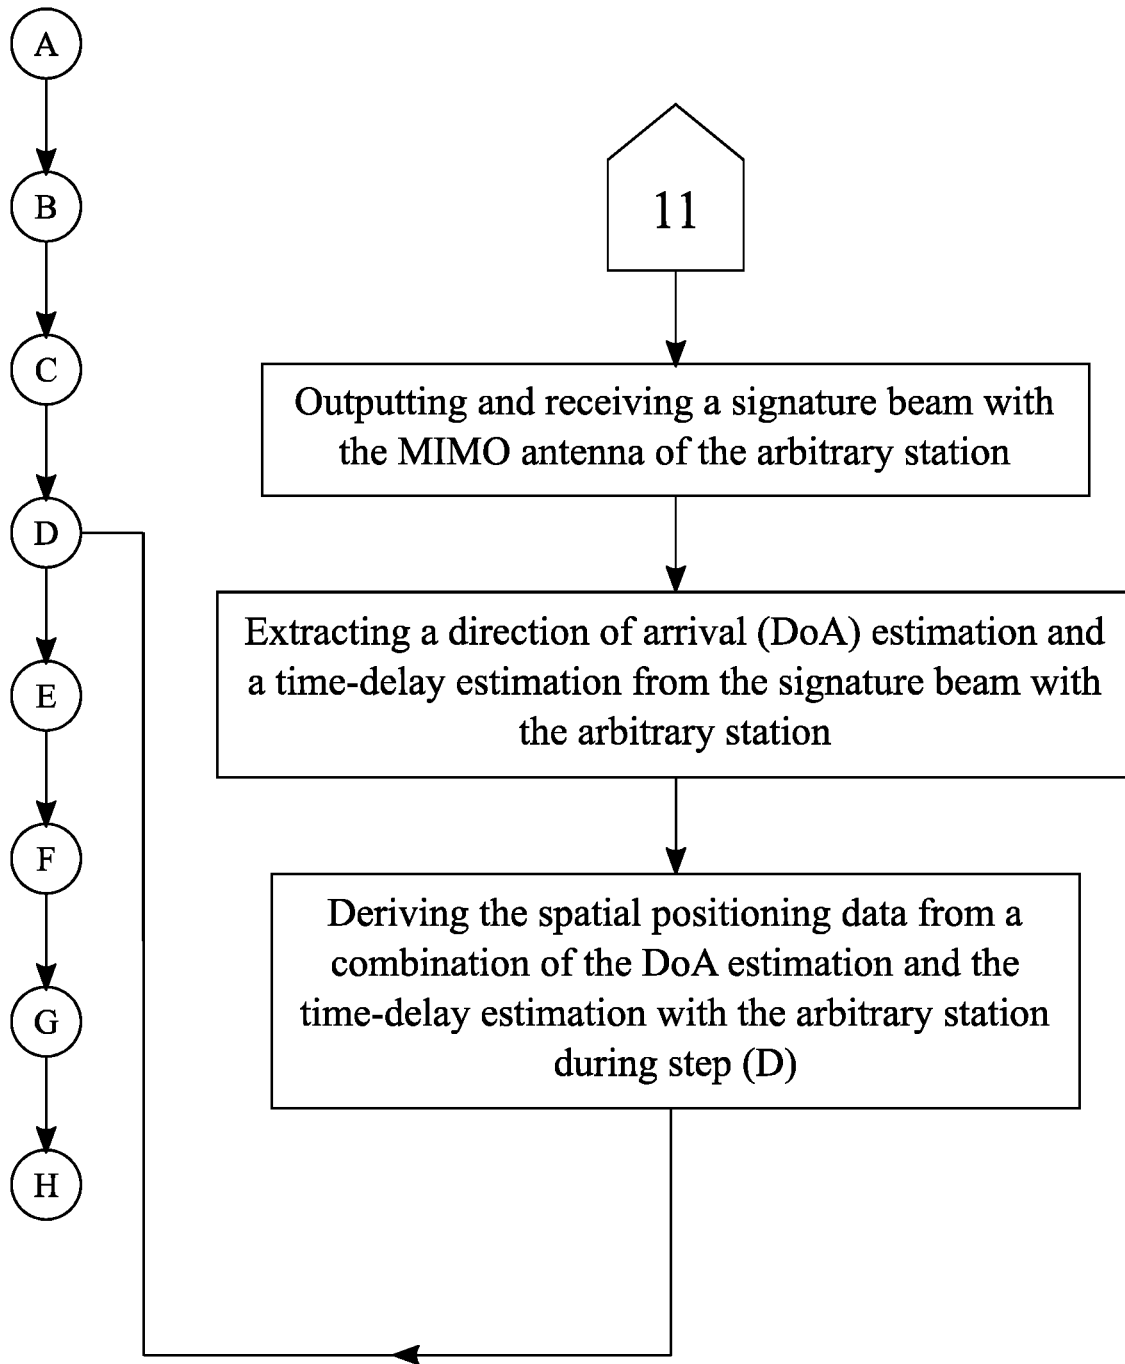 A
B
C
D
E
F
G
H
11
Outputting and receiving a signature beam with
the MIMO antenna of the arbitrary station
Extracting a direction of arrival (DoA) estimation and
a time-delay estimation from the signature beam with
the arbitrary station
Deriving the spatial positioning data from a
combination of the DoA estimation and the
time-delay estimation with the arbitrary station
during step (D)